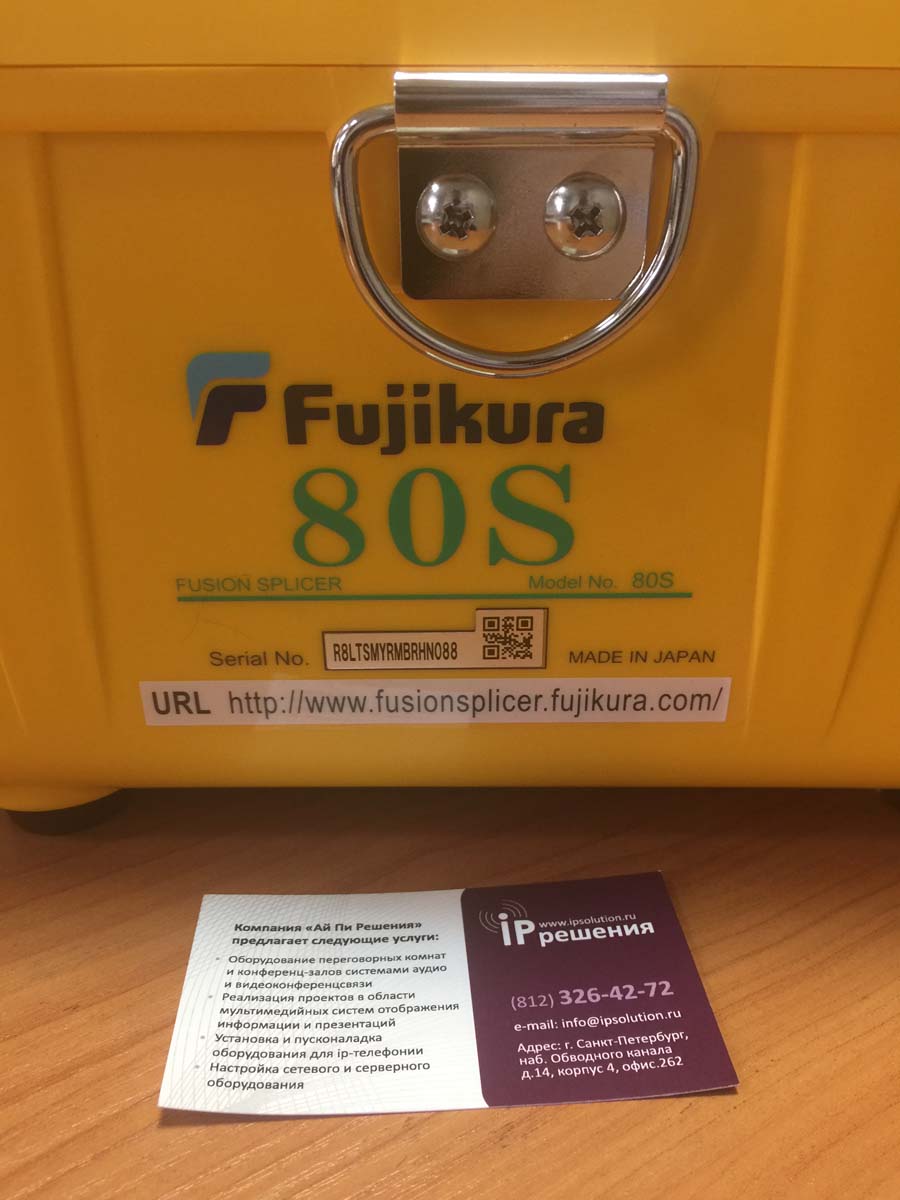 Fujikura
80S
FUSION SPLICER Model No. 80S
Serial No. R8LTSMYRMBRHN088 MADE IN JAPAN
URL http://www.fusionsplicer.fujikura.com/
Компания «Ай Пи Решения»
предлагает следующие услуги:
Оборудование переговорных комнат
и конференц-залов системами аудио
и видеоконференцсвязи
Реализация проектов в области
мультимедийных систем отображения
информации и презентаций
Установка и пусконаладка
оборудования для ip-телефонии
Настройка сетевого и серверного
оборудования
www.ipsolution.ru
iP решения
(812) 326-42-72
e-mail: info@ipsolution.ru
Адрес: г. Санкт-Петербург,
наб. Обводного канала
д.14, корпус 4, офис.262